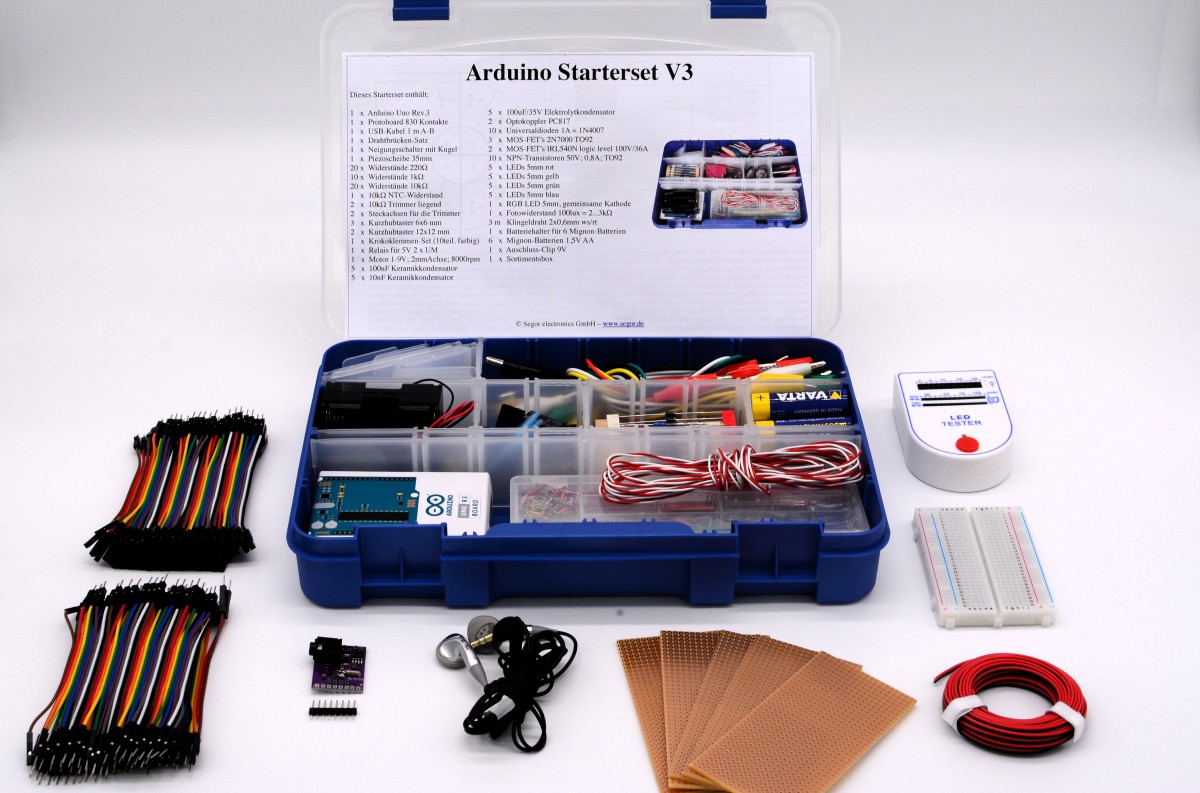 Arduino Starterset V3
Dieses Starterset enthält:
1 x Arduino Uno Rev.3
1 x Protoboard 830 Kontakte
1 x USB-Kabel 1 m A-B
1 x Drahtbrücken-Satz
1 x Neigungsschalter mit Kugel
1 x Piezoscheibe 35mm
20 x Widerstände 220Ω
10 x Widerstände 1kΩ
20 x Widerstände 10kΩ
1 x 10kΩ NTC-Widerstand
2 x 10kΩ Trimmer liegend
2 x Steckachsen für die Trimmer
3 x Kurzhubtaster 6x6 mm
2 x Kurzhubtaster 12x12 mm
1 x Krokoklemmen-Set (10teil. farbig)
1 x Relais für 5V 2 x UM
1 x Motor 1-9V; 2mmAchse; 8000rpm
5 x 100nF Keramikkondensator
5 x 10nF Keramikkondensator
5 x 100uF/35V Elektrolytkondensator
2 x Optokoppler PC817
10 x Universaldioden 1A = 1N4007
3 x MOS-FET's 2N7000 TO92
2 x MOS-FET's IRL540N logic level 100V/36A
10 x NPN-Transistoren 50V; 0,8A; TO92
5 x LEDs 5mm rot
5 x LEDs 5mm gelb
5 x LEDs 5mm grün
5 x LEDs 5mm blau
1 x RGB LED 5mm, gemeinsame Kathode
1 x Fotowiderstand 100lux = 2...3kΩ
3 m Klingeldraht 2x0,6mm ws/rt
1 x Batteriehalter für 6 Mignon-Batterien
6 x Mignon-Batterien 1,5V AA
1 x Anschluss-Clip 9V
1 x Sortimentsbox
© Segor electronics GmbH – www.segor.de
VARTA
MADE IN GERMANY
ARDUINO
UNO R3
BOARD
LED
TESTER